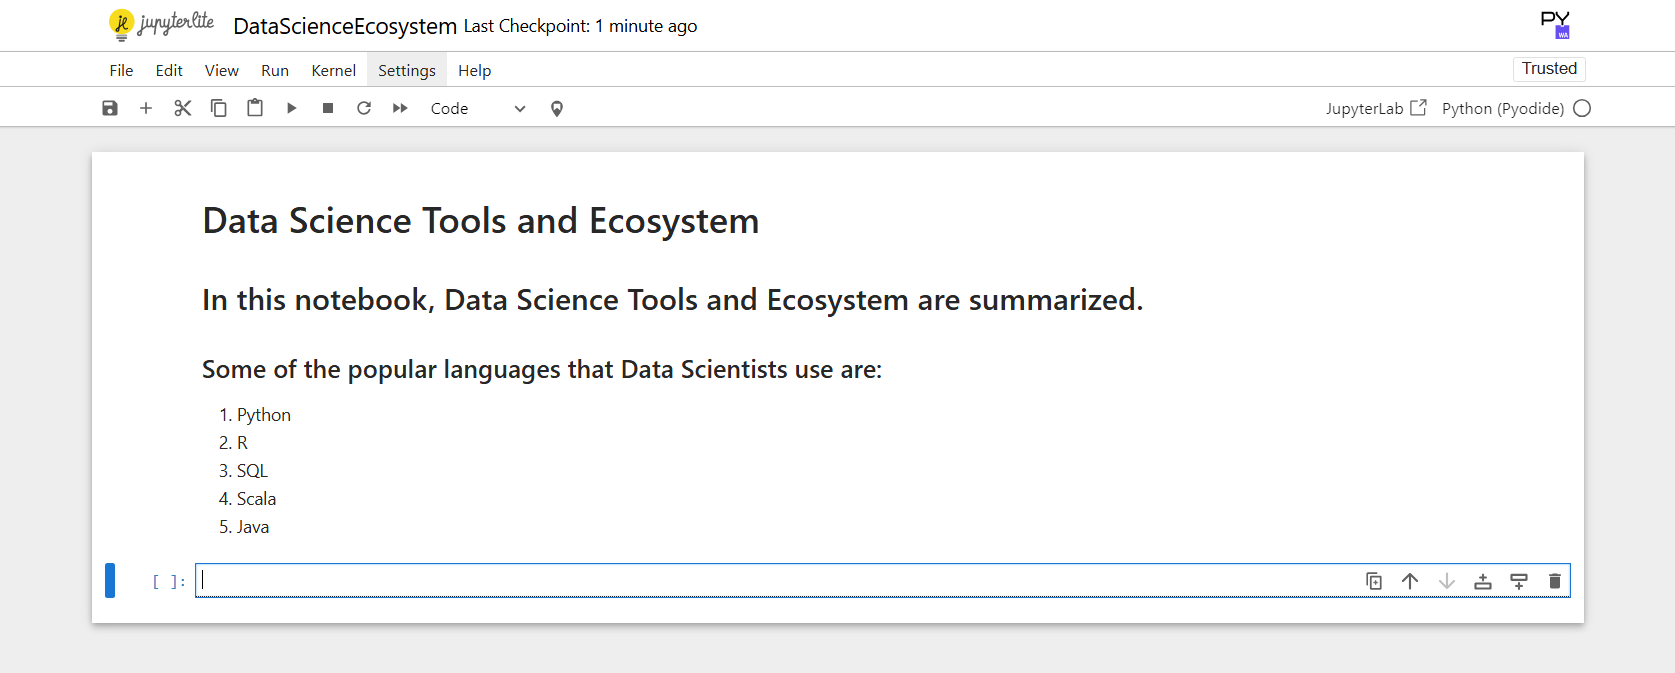 jupyterlite DataScienceEcosystem Last Checkpoint: 1 minute ago
PY
WA
File Edit View Run Kernel Settings Help
Trusted
Code
JupyterLab Python (Pyodide)
Data Science Tools and Ecosystem
In this notebook, Data Science Tools and Ecosystem are summarized.
Some of the popular languages that Data Scientists use are:
1. Python
2. R
3. SQL
4. Scala
5. Java
[ ]: